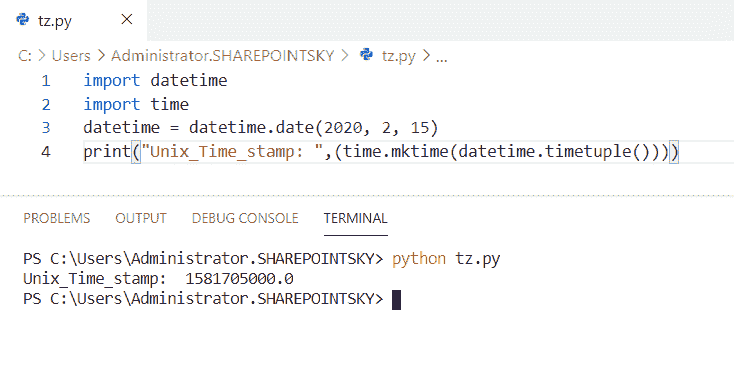 tz.py ×
C: > Users > Administrator.SHAREPOINTSKY > tz.py > ...
1 import datetime
2 import time
3 datetime = datetime.date(2020, 2, 15)
4 print("Unix_Time_stamp: ",(time.mktime(datetime.timetuple())))
PROBLEMS OUTPUT DEBUG CONSOLE TERMINAL
PS C:\Users\Administrator.SHAREPOINTSKY> python tz.py
Unix_Time_stamp:  1581705000.0
PS C:\Users\Administrator.SHAREPOINTSKY>